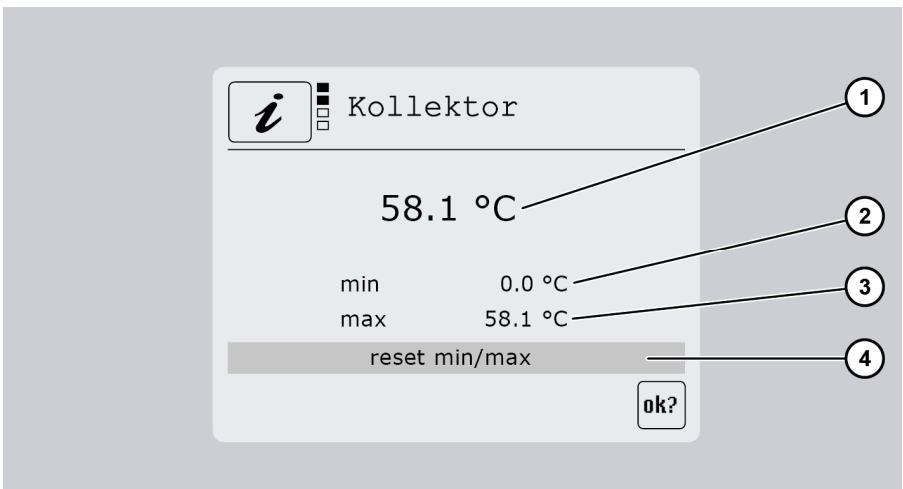 i Kollektor
1
58.1 °C
2
min 0.0 °C
3
max 58.1 °C
reset min/max
4
ok?